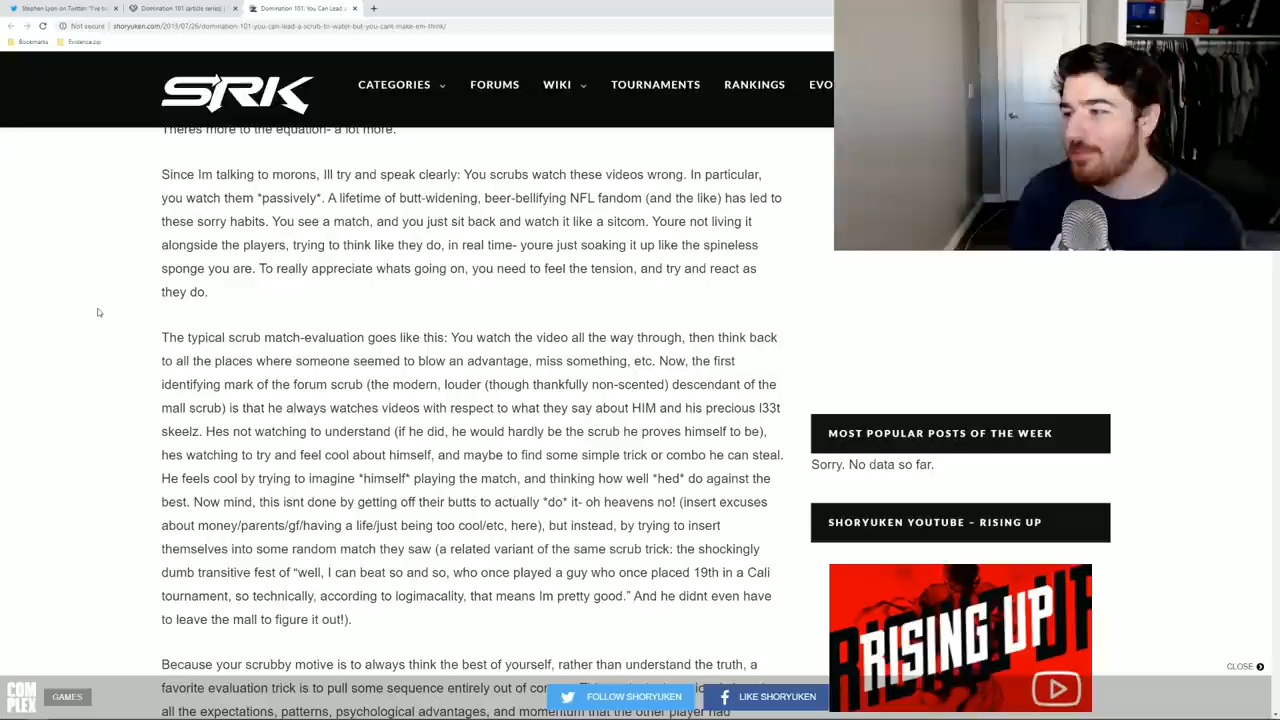 Stephen Lyon on Twitter: "I've b
Domination 101 (article series) |
Domination 101: You Can Lead a
Not secure
shoryuken.com/2013/07/26/domination-101-you-can-lead-a-scrub-to-water-but-you-cant-make-em-think/
Bookmarks
Evidence.zip
SRK
CATEGORIES
FORUMS
WIKI
TOURNAMENTS
RANKINGS
EVO
Theres more to the equation- a lot more.
Since Im talking to morons, Ill try and speak clearly: You scrubs watch these videos wrong. In particular,
you watch them *passively*. A lifetime of butt-widening, beer-bellifying NFL fandom (and the like) has led to
these sorry habits. You see a match, and you just sit back and watch it like a sitcom. Youre not living it
alongside the players, trying to think like they do, in real time- youre just soaking it up like the spineless
sponge you are. To really appreciate whats going on, you need to feel the tension, and try and react as
they do.
The typical scrub match-evaluation goes like this: You watch the video all the way through, then think back
to all the places where someone seemed to blow an advantage, miss something, etc. Now, the first
identifying mark of the forum scrub (the modern, louder (though thankfully non-scented) descendant of the
mall scrub) is that he always watches videos with respect to what they say about HIM and his precious l33t
skeelz. Hes not watching to understand (if he did, he would hardly be the scrub he proves himself to be),
hes watching to try and feel cool about himself, and maybe to find some simple trick or combo he can steal.
He feels cool by trying to imagine *himself* playing the match, and thinking how well *hed* do against the
best. Now mind, this isnt done by getting off their butts to actually *do* it- oh heavens no! (insert excuses
about money/parents/gf/having a life/just being too cool/etc, here), but instead, by trying to insert
themselves into some random match they saw (a related variant of the same scrub trick: the shockingly
dumb transitive fest of "well, I can beat so and so, who once played a guy who once placed 19th in a Cali
tournament, so technically, according to logimacality, that means Im pretty good." And he didnt even have
to leave the mall to figure it out!).
Because your scrubby motive is to always think the best of yourself, rather than understand the truth, a
favorite evaluation trick is to pull some sequence entirely out of
all the expectations, patterns, psychological advantages, and momentum that the other player had
MOST POPULAR POSTS OF THE WEEK
Sorry. No data so far.
SHORYUKEN YOUTUBE – RISING UP
RISING UP
CLOSE
COMPLEX
GAMES
FOLLOW SHORYUKEN
LIKE SHORYUKEN